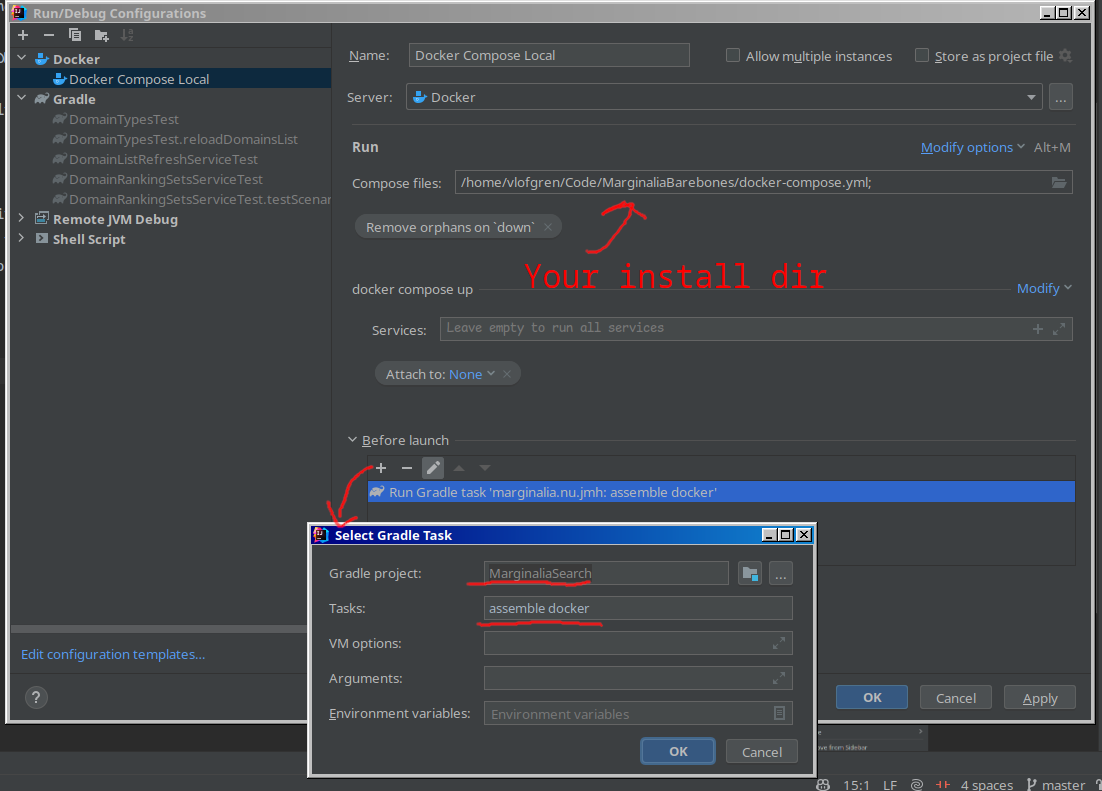 Run/Debug Configurations
Docker
Docker Compose Local
Gradle
DomainTypesTest
DomainTypesTest.reloadDomainsList
DomainListRefreshServiceTest
DomainRankingSetsServiceTest
DomainRankingSetsServiceTest.testScenar
Remote JVM Debug
Shell Script
Edit configuration templates...
?
Name: Docker Compose Local Allow multiple instances Store as project file
Server: Docker ...
Run Modify options Alt+M
Compose files: /home/vlofgren/Code/MarginaliaBarebones/docker-compose.yml;
Remove orphans on `down` ×
Your install dir
docker compose up Modify
Services: Leave empty to run all services
Attach to: None ×
Before launch
Run Gradle task 'marginalia.nu.jmh: assemble docker'
Select Gradle Task
Gradle project: MarginaliaSearch ...
Tasks: assemble docker
VM options:
Arguments:
Environment variables: Environment variables
OK Cancel
OK Cancel Apply
ove from Sidebar
15:1 LF 4 spaces master